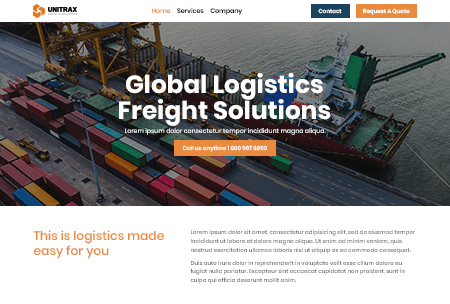 UNITRAX
Home Services Company Contact Request A Quote
Global Logistics
Freight Solutions
Lorem ipsum dolor consectetur tempor incididunt magna aliqua.
Call us anytime 1 800 987 6899
This is logistics made
easy for you
Lorem ipsum dolor sit amet, consectetur adipisicing elit, sed do eiusmod tempor
incididunt ut labore et dolore magna aliqua. Ut enim ad minim veniam, quis
nostrud exercitation ullamco laboris nisi ut aliquip ex ea commodo consequat.
Duis aute irure dolor in reprehenderit in voluptate velit esse cillum dolore eu
fugiat nulla pariatur. Excepteur sint occaecat cupidatat non proident, sunt in
culpa qui officia deserunt mollit anim.